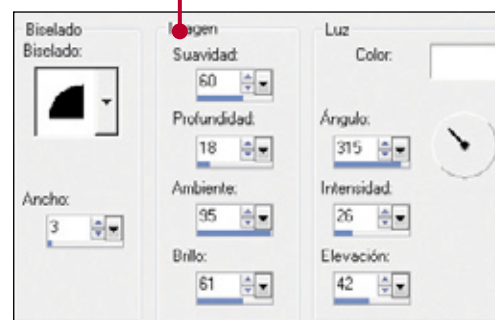 Biselado
Biselado:
Ancho:
3
Imagen
Suavidad:
60
Profundidad:
18
Ambiente:
95
Brillo:
61
Luz
Color:
Ángulo:
315
Intensidad:
26
Elevación:
42